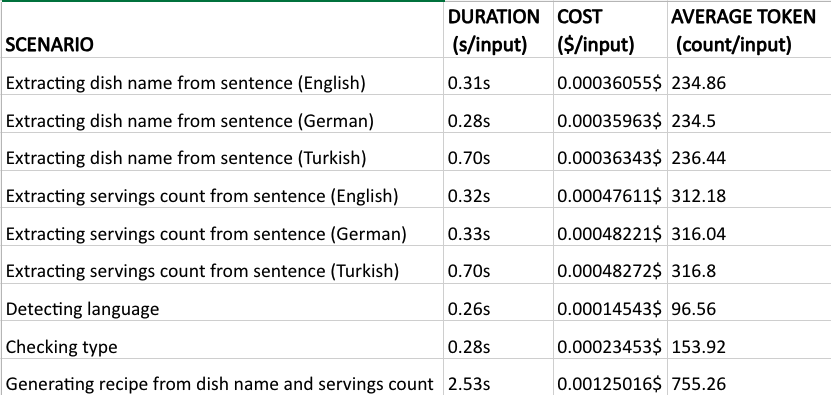 SCENARIO DURATION (s/input) COST ($/input) AVERAGE TOKEN (count/input)
Extracting dish name from sentence (English) 0.31s 0.00036055$ 234.86
Extracting dish name from sentence (German) 0.28s 0.00035963$ 234.5
Extracting dish name from sentence (Turkish) 0.70s 0.00036343$ 236.44
Extracting servings count from sentence (English) 0.32s 0.00047611$ 312.18
Extracting servings count from sentence (German) 0.33s 0.00048221$ 316.04
Extracting servings count from sentence (Turkish) 0.70s 0.00048272$ 316.8
Detecting language 0.26s 0.00014543$ 96.56
Checking type 0.28s 0.00023453$ 153.92
Generating recipe from dish name and servings count 2.53s 0.00125016$ 755.26